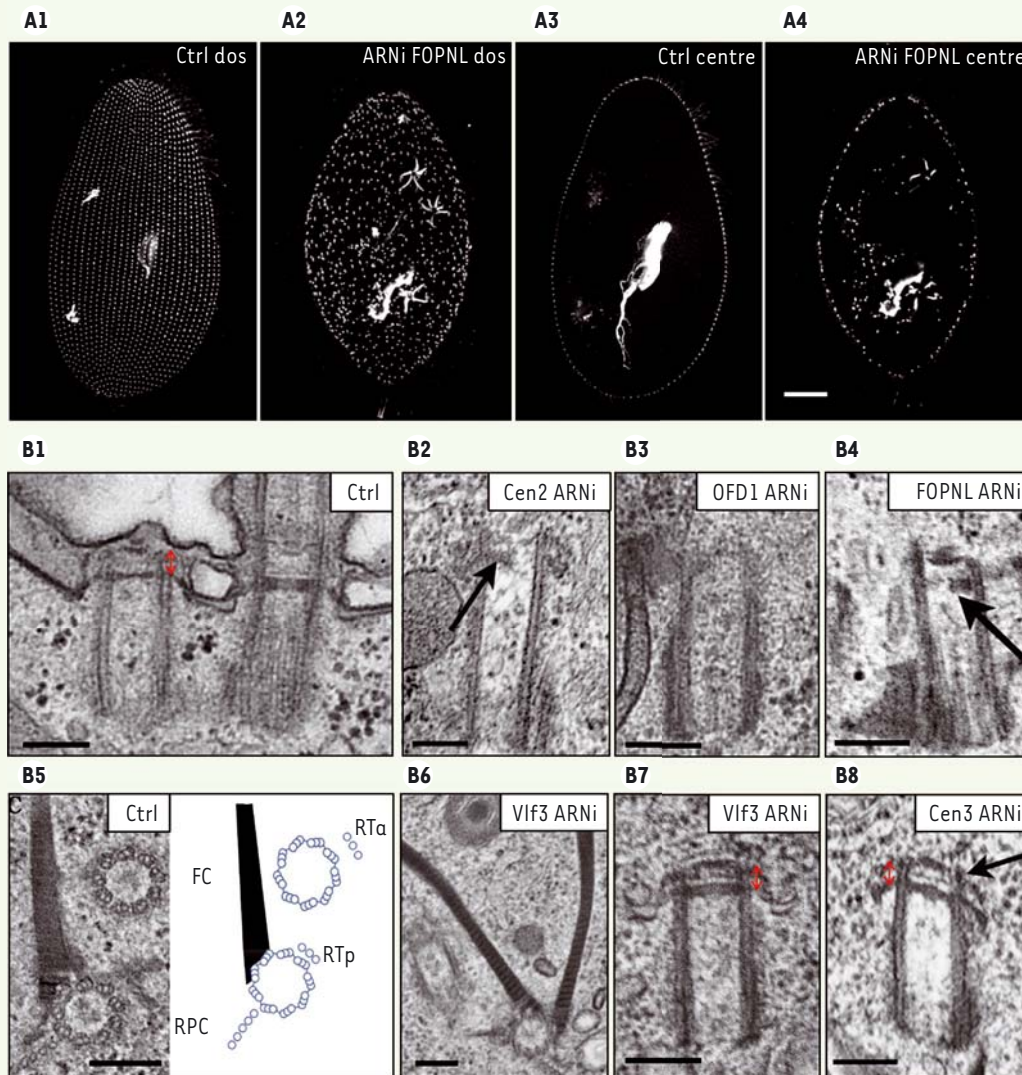 A1
A2
A3
A4
Ctrl dos
ARNi FOPNL dos
Ctrl centre
ARNi FOPNL centre
B1
B2
B3
B4
Ctrl
Cen2 ARNi
OFD1 ARNi
FOPNL ARNi
B5
B6
B7
B8
C
Ctrl
FC
RTa
RTp
RPC
Vlf3 ARNi
Vlf3 ARNi
Cen3 ARNi